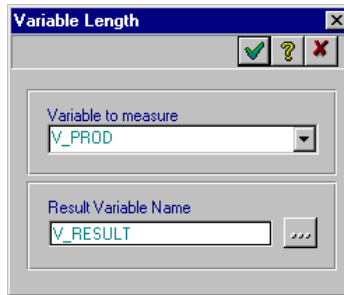 Variable Length
?
Variable to measure
V_PROD
Result Variable Name
V_RESULT
...